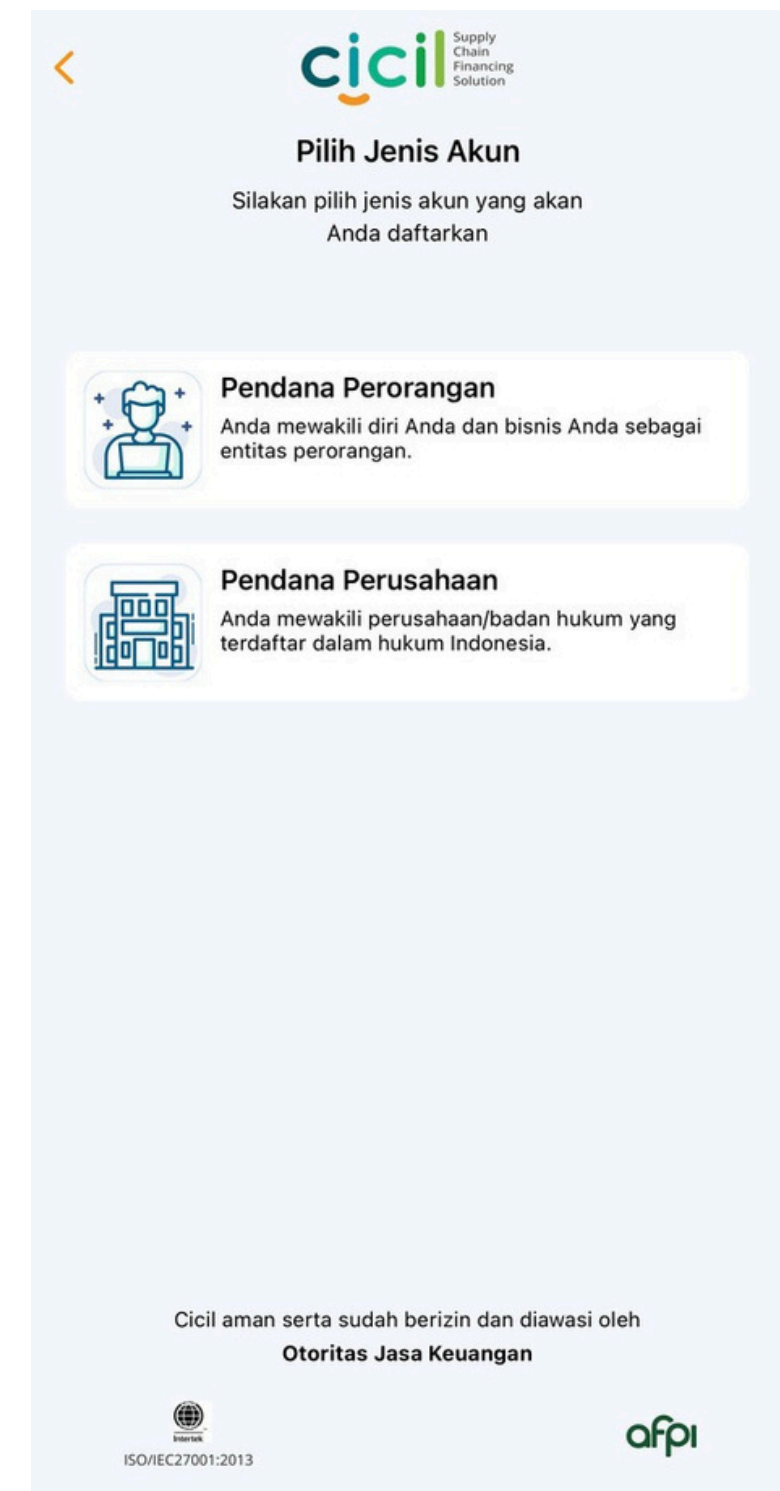 cicil
Supply
Chain
Financing
Solution
Pilih Jenis Akun
Silakan pilih jenis akun yang akan
Anda daftarkan
Pendana Perorangan
Anda mewakili diri Anda dan bisnis Anda sebagai
entitas perorangan.
Pendana Perusahaan
Anda mewakili perusahaan/badan hukum yang
terdaftar dalam hukum Indonesia.
Cicil aman serta sudah berizin dan diawasi oleh
Otoritas Jasa Keuangan
Intertek
ISO/IEC27001:2013
afpi